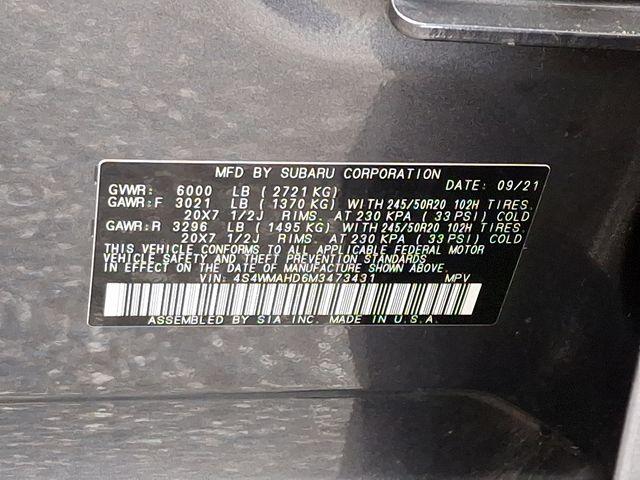 MFD BY SUBARU CORPORATION
GVWR: 6000 LB ( 2721 KG) DATE: 09/21
GAWR:F 3021 LB ( 1370 KG) WITH 245/50R20 102H TIRES.
20X7 1/2J RIMS. AT 230 KPA ( 33 PSI) COLD
GAWR:R 3296 LB ( 1495 KG) WITH 245/50R20 102H TIRES.
20X7 1/2J RIMS. AT 230 KPA ( 33 PSI) COLD
THIS VEHICLE CONFORMS TO ALL APPLICABLE FEDERAL MOTOR
VEHICLE SAFETY AND THEFT PREVENTION STANDARDS
IN EFFECT ON THE DATE OF MANUFACTURE SHOWN ABOVE.
VIN: 4S4WMAHD6M3473431 MPV
ASSEMBLED BY SIA INC. MADE IN U.S.A.